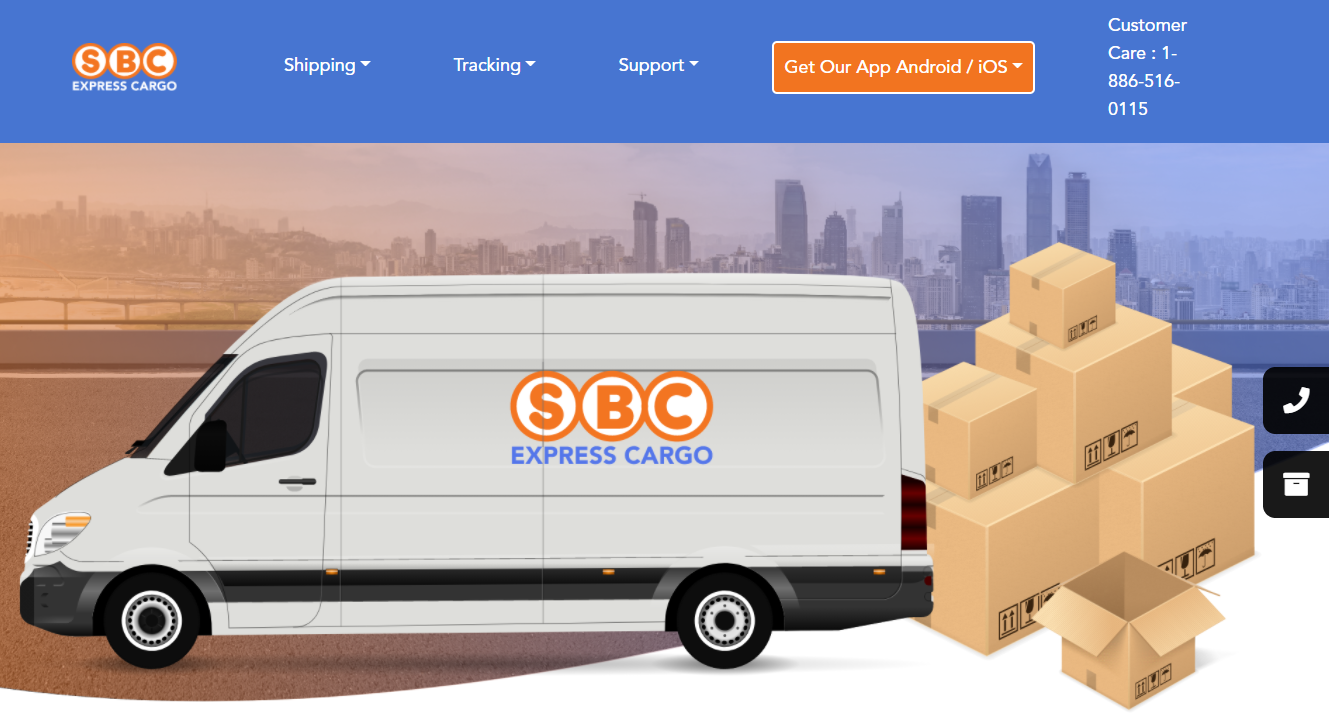 SBC
EXPRESS CARGO
Shipping
Tracking
Support
Get Our App Android / iOS
Customer
Care : 1-
886-516-
0115
SBC
EXPRESS CARGO